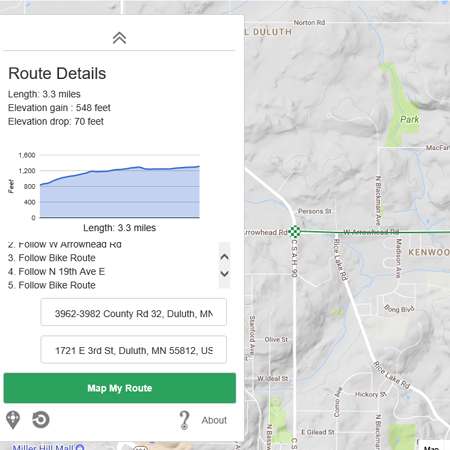 Route Details
Length: 3.3 miles
Elevation gain : 548 feet
Elevation drop: 70 feet
1,600
1,200
800
400
0
Feet
Length: 3.3 miles
2. Follow W Arrowhead Rd
3. Follow Bike Route
4. Follow N 19th Ave E
5. Follow Bike Route
3962-3982 County Rd 32, Duluth, MN
1721 E 3rd St, Duluth, MN 55812, US
Map My Route
About
Miller Hill Mall
Norton Rd
DULUTH
Park
MacFa
N Blackman Ave
Persons St
Arrowhead Rd
W Arrowhead Rd
C.S.A.H. 90
Rice Lake Rd
Madison Ave
KENWOO
Bong Blvd
Stanford Ave
Olive St
W Ideal St
Rice Lake Rd
Como Ave
Hickory St
E Gilead St
N Basswo
N Blackman
Map